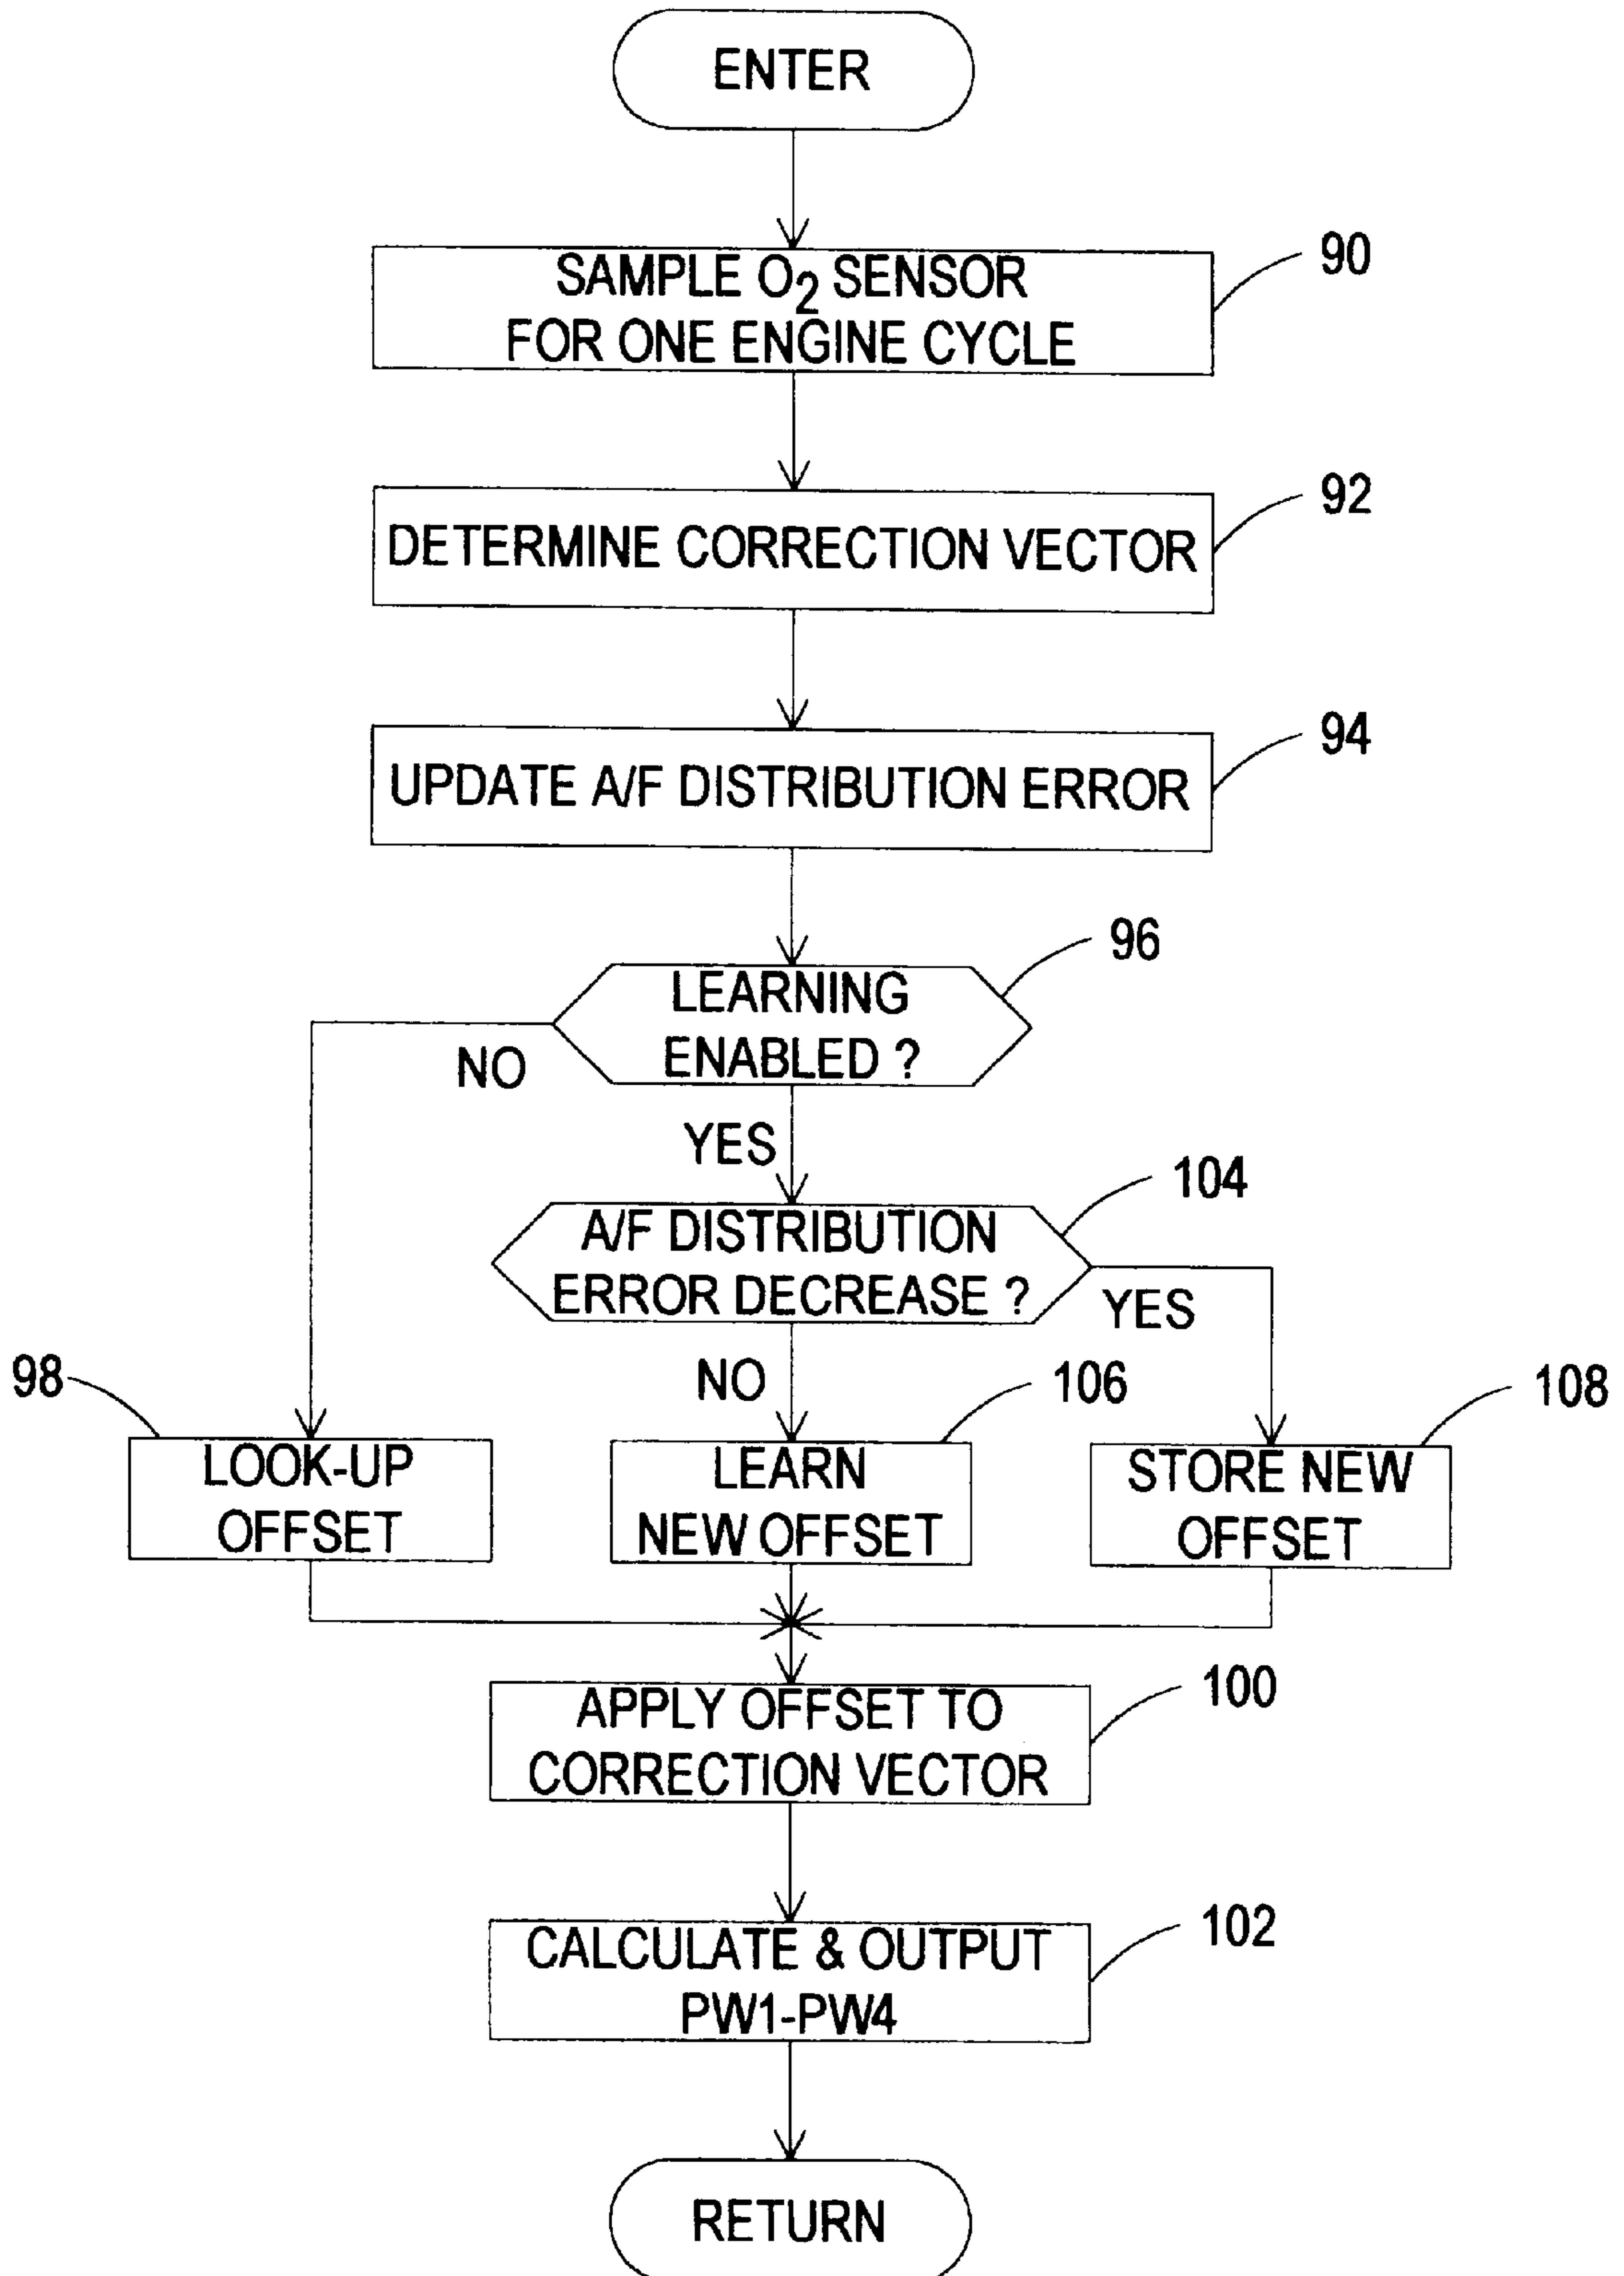 ENTER
SAMPLE O2 SENSOR
FOR ONE ENGINE CYCLE
90
DETERMINE CORRECTION VECTOR
92
UPDATE A/F DISTRIBUTION ERROR
94
LEARNING
ENABLED ?
96
NO
YES
A/F DISTRIBUTION
ERROR DECREASE ?
104
YES
NO
98
LOOK-UP
OFFSET
106
LEARN
NEW OFFSET
108
STORE NEW
OFFSET
APPLY OFFSET TO
CORRECTION VECTOR
100
CALCULATE & OUTPUT
PW1-PW4
102
RETURN